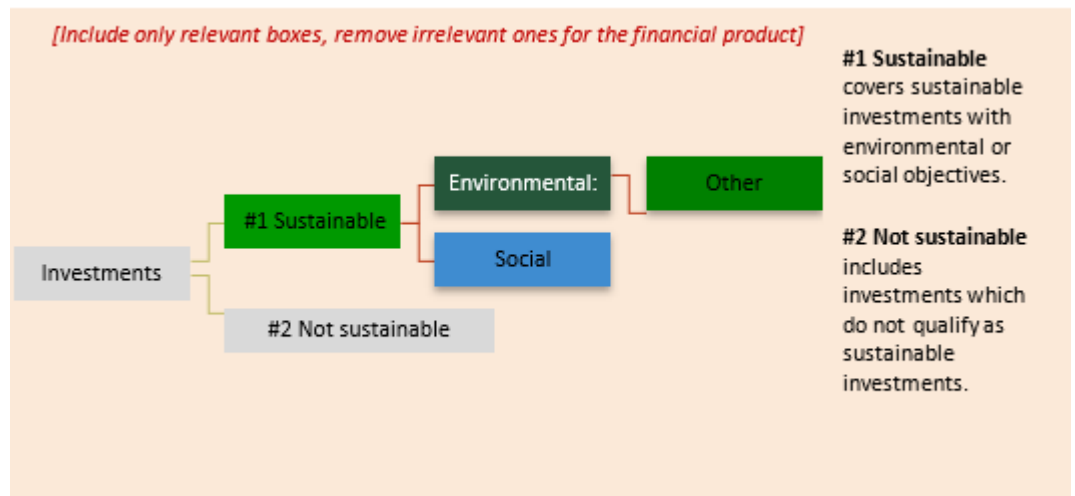 [Include only relevant boxes, remove irrelevant ones for the financial product]
#1 Sustainable
covers sustainable
investments with
environmental or
social objectives.
#2 Not sustainable
includes
investments which
do not qualify as
sustainable
investments.
Environmental:
Other
#1 Sustainable
Social
Investments
#2 Not sustainable